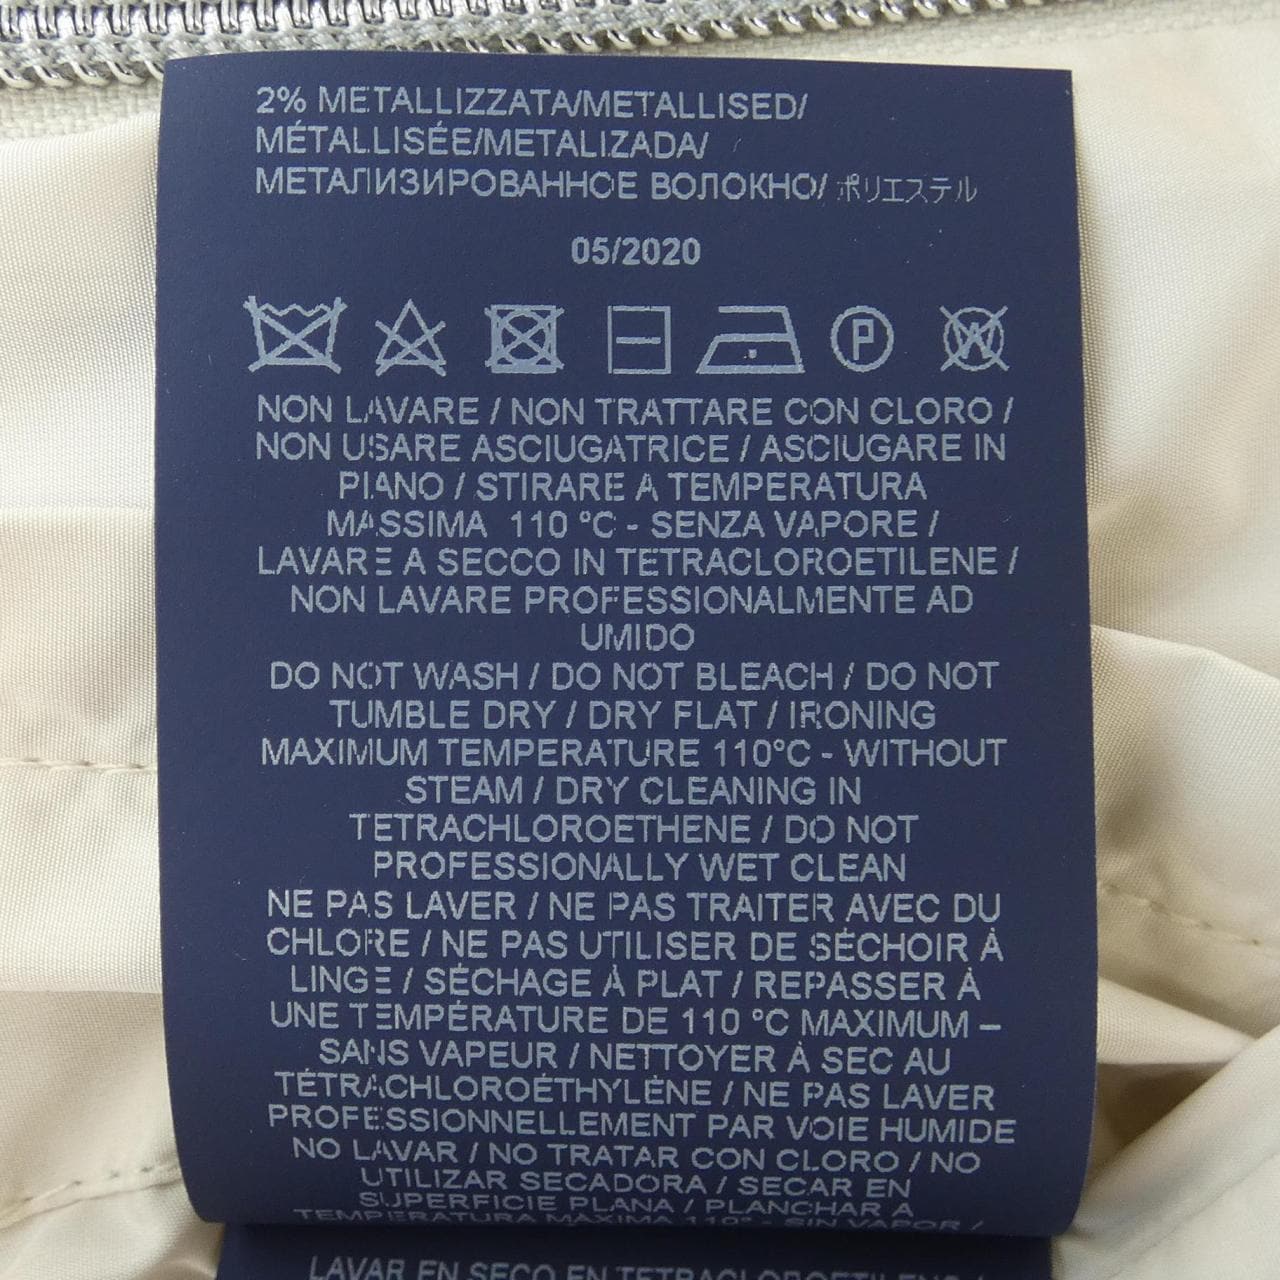 2% METALLIZZATA/METALLISED/
MÉTALLISÉE/METALIZADA/
МЕТАЛИЗИРОВАННОЕ ВОЛОКНО/ ポリエステル
05/2020
P
W
NON LAVARE / NON TRATTARE CON CLORO /
NON USARE ASCIUGATRICE / ASCIUGARE IN
PIANO / STIRARE A TEMPERATURA
MASSIMA 110 °C - SENZA VAPORE /
LAVARE A SECCO IN TETRACLOROETILENE /
NON LAVARE PROFESSIONALMENTE AD
UMIDO
DO NOT WASH / DO NOT BLEACH / DO NOT
TUMBLE DRY / DRY FLAT / IRONING
MAXIMUM TEMPERATURE 110°C - WITHOUT
STEAM / DRY CLEANING IN
TETRACHLOROETHENE / DO NOT
PROFESSIONALLY WET CLEAN
NE PAS LAVER / NE PAS TRAITER AVEC DU
CHLORE / NE PAS UTILISER DE SÉCHOIR À
LINGE / SÉCHAGE À PLAT / REPASSER À
UNE TEMPÉRATURE DE 110 °C MAXIMUM –
SANS VAPEUR / NETTOYER À SEC AU
TÉTRACHLOROÉTHYLÈNE / NE PAS LAVER
PROFESSIONNELLEMENT PAR VOIE HUMIDE
NO LAVAR / NO TRATAR CON CLORO / NO
UTILIZAR SECADORA / SECAR EN
SUPERFICIE PLANA / PLANCHAR A
TEMPERATURA MÁXIMA 110° - SIN VAPOR /
LAVAR EN SECO EN TETRACLOROETILENO /